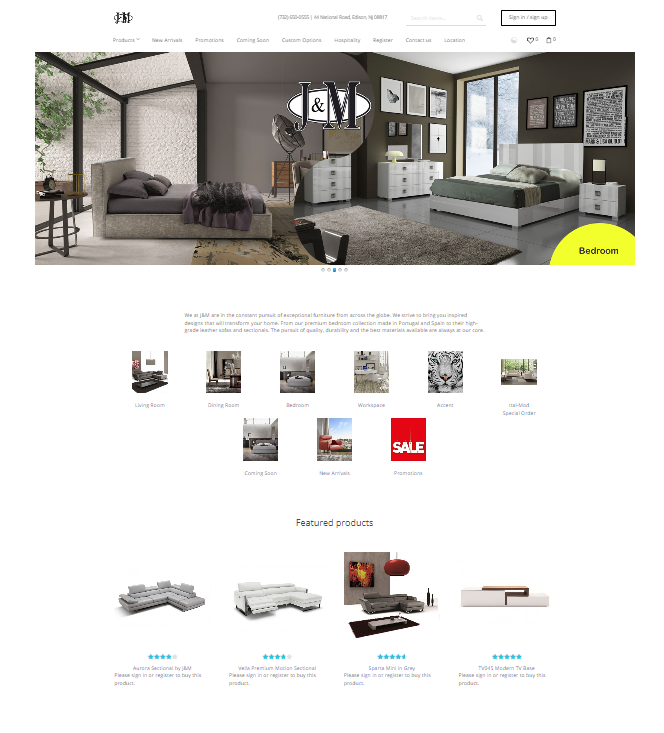 J&M
(732)-555-0555 | 44 National Road, Edison, NJ 08817
Sign in / sign up
Products
New Arrivals
Promotions
Coming Soon
Custom Options
Hospitality
Register
Contact us
Location
0
0
J&M
Bedroom
We at J&M are in the constant pursuit of exceptional furniture from across the globe. We strive to bring you inspired
designs that will transform your home. From our premium bedroom collection made in Portugal and Spain to their high-
grade leather sofas and sectionals. The pursuit of quality, durability and the best materials available are always at our core.
Living Room
Dining Room
Bedroom
Workspace
Accent
Ital-Mod
Special Order
SALE
Coming Soon
New Arrivals
Promotions
Featured products
Aurora Sectional by J&M
Please sign in or register to buy this
product.
Vella Premium Motion Sectional
Please sign in or register to buy this
product.
Sparta Mini in Grey
Please sign in or register to buy this
product.
TV045 Modern TV Base
Please sign in or register to buy this
product.